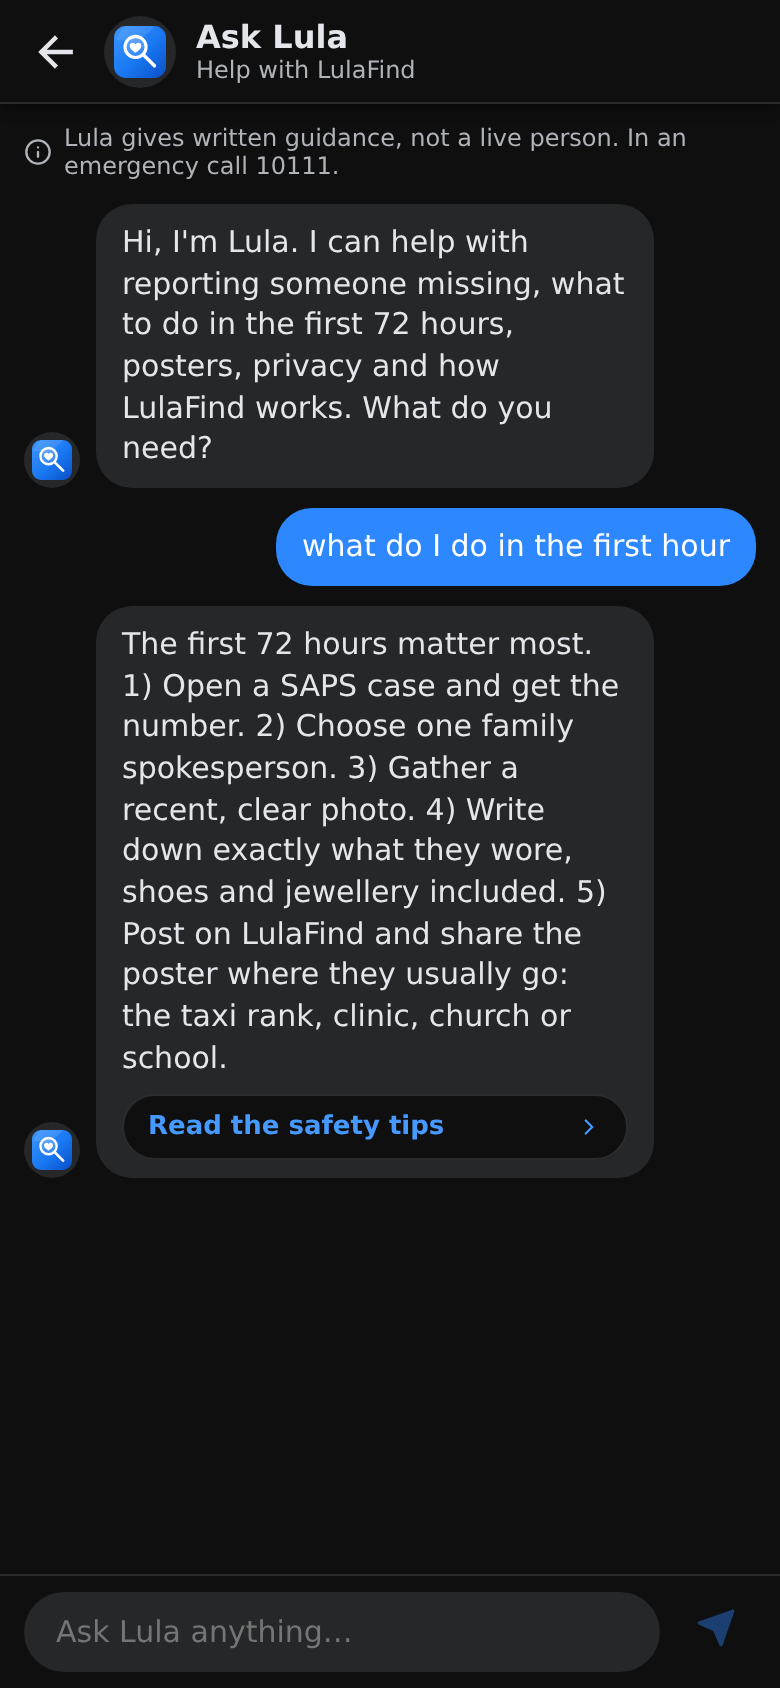 Ask Lula
Help with LulaFind
Lula gives written guidance, not a live person. In an
emergency call 10111.
Hi, I'm Lula. I can help with
reporting someone missing, what
to do in the first 72 hours,
posters, privacy and how
LulaFind works. What do you
need?
what do I do in the first hour
The first 72 hours matter most.
1) Open a SAPS case and get the
number. 2) Choose one family
spokesperson. 3) Gather a
recent, clear photo. 4) Write
down exactly what they wore,
shoes and jewellery included. 5)
Post on LulaFind and share the
poster where they usually go:
the taxi rank, clinic, church or
school.
Read the safety tips
Ask Lula anything...